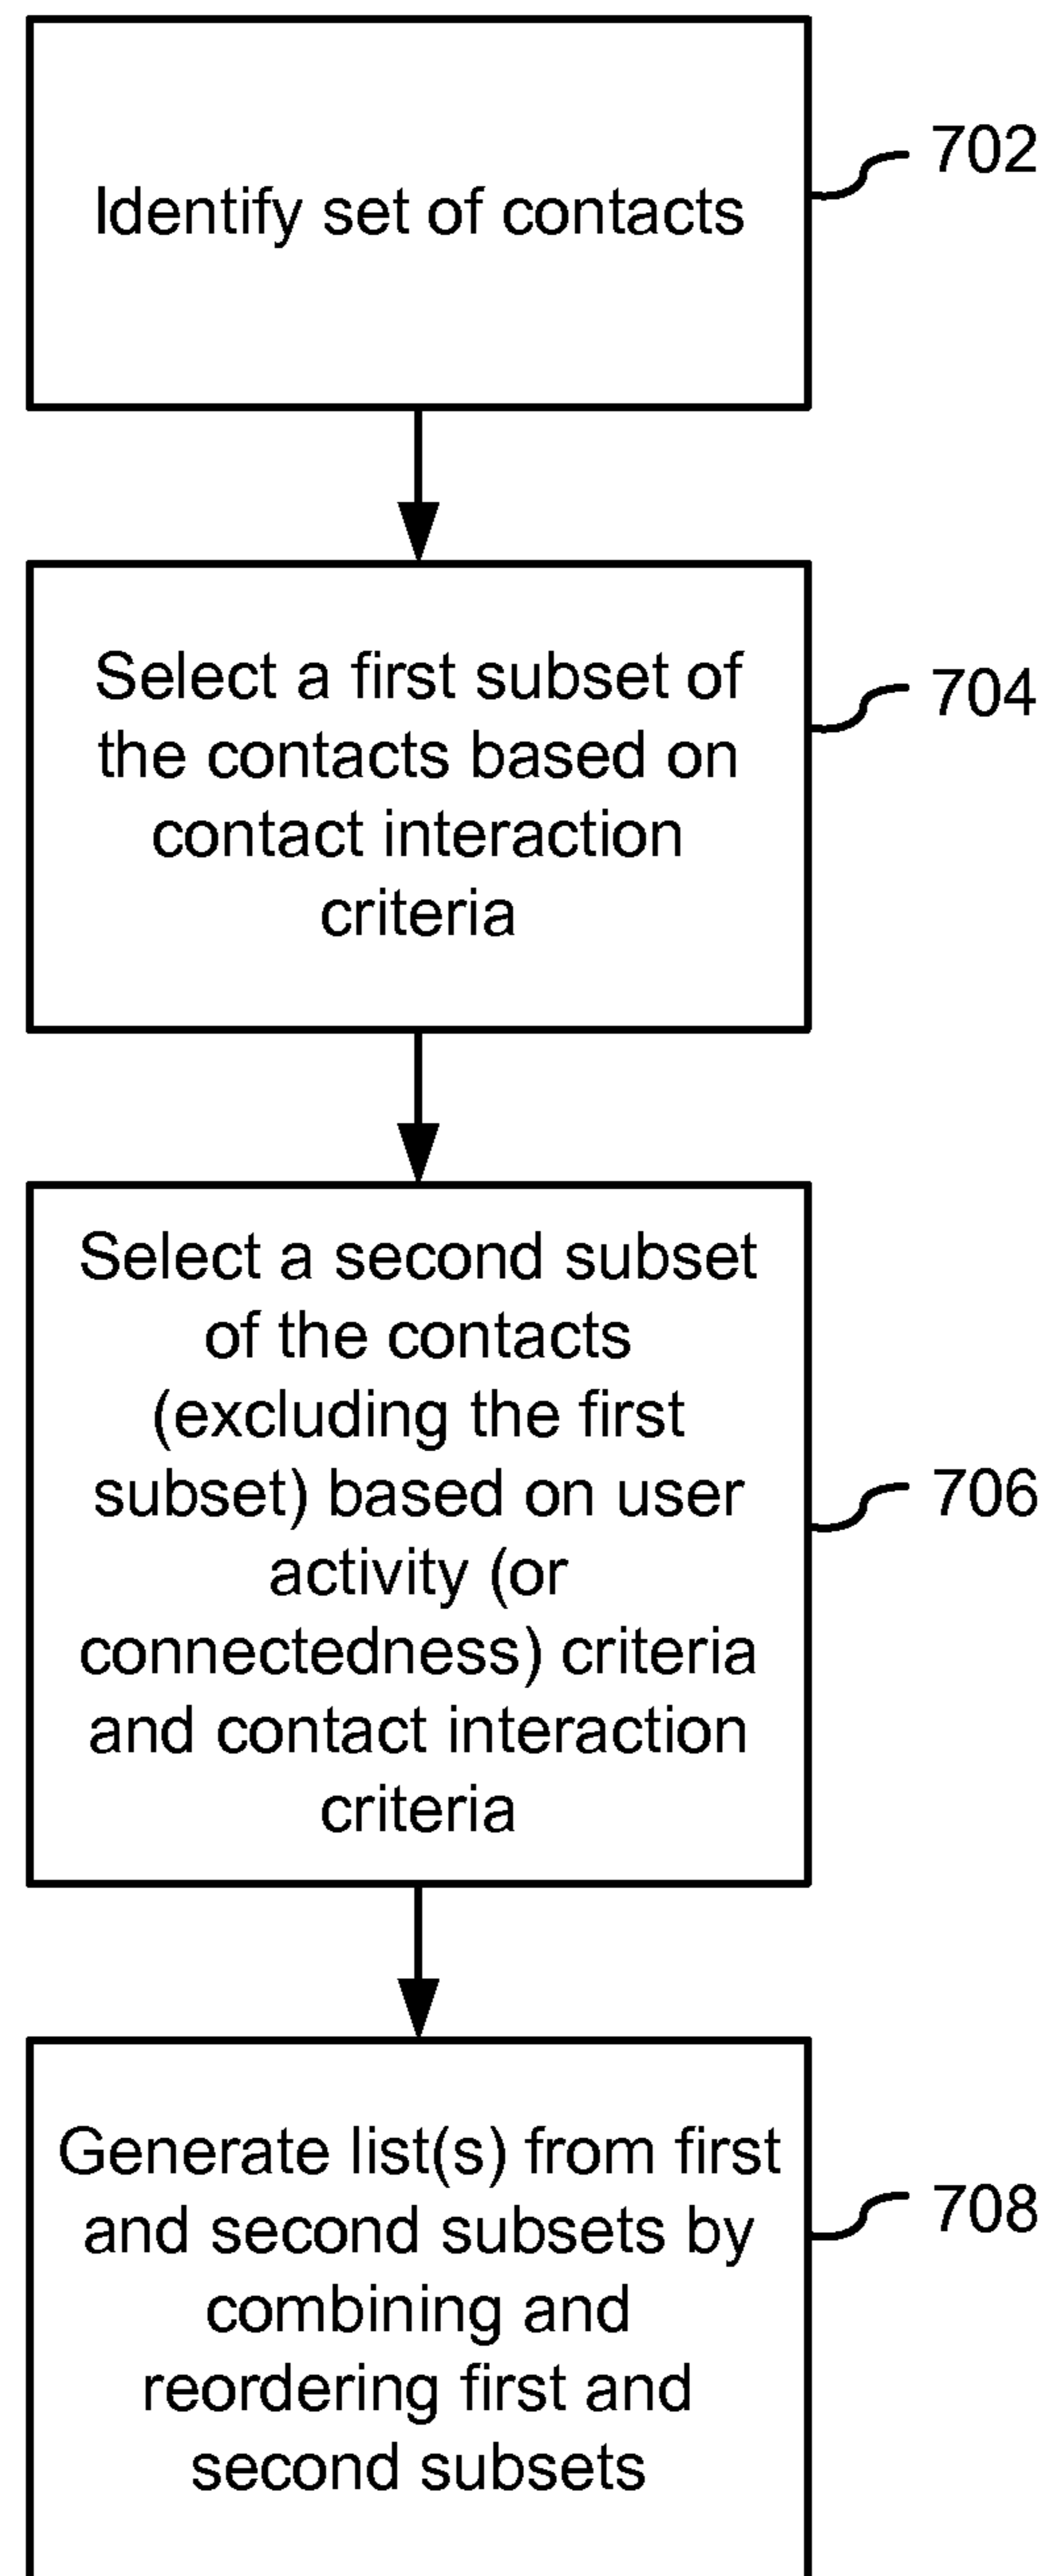 Identify set of contacts
702
Select a first subset of
the contacts based on
contact interaction
criteria
704
Select a second subset
of the contacts
(excluding the first
subset) based on user
activity (or
connectedness) criteria
and contact interaction
criteria
706
Generate list(s) from first
and second subsets by
combining and
reordering first and
second subsets
708